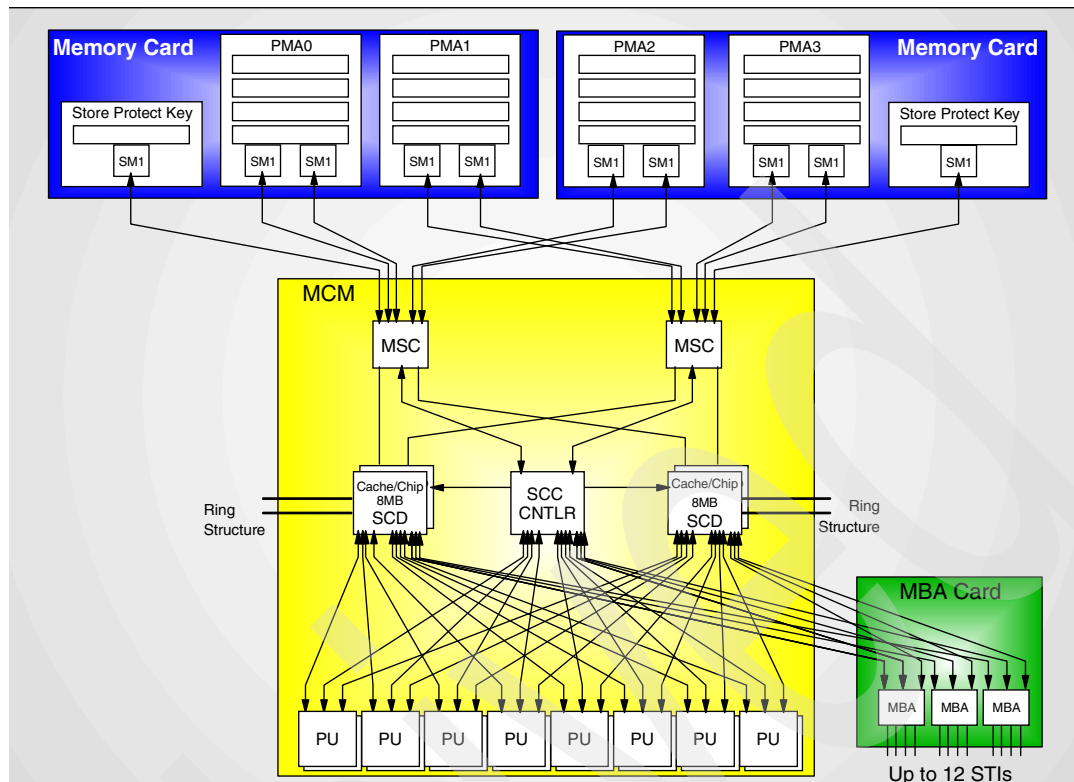 Memory Card
PMA0
PMA1
PMA2
PMA3
Memory Card
Store Protect Key
Store Protect Key
SM1
SM1
SM1
SM1
SM1
SM1
SM1
SM1
SM1
SM1
MCM
MSC
MSC
Cache/Chip
8MB
SCD
SCC
CNTLR
Cache/Chip
8MB
SCD
Ring
Structure
Ring
Structure
MBA Card
MBA
MBA
MBA
PU
PU
PU
PU
PU
PU
PU
PU
Up to 12 STIs